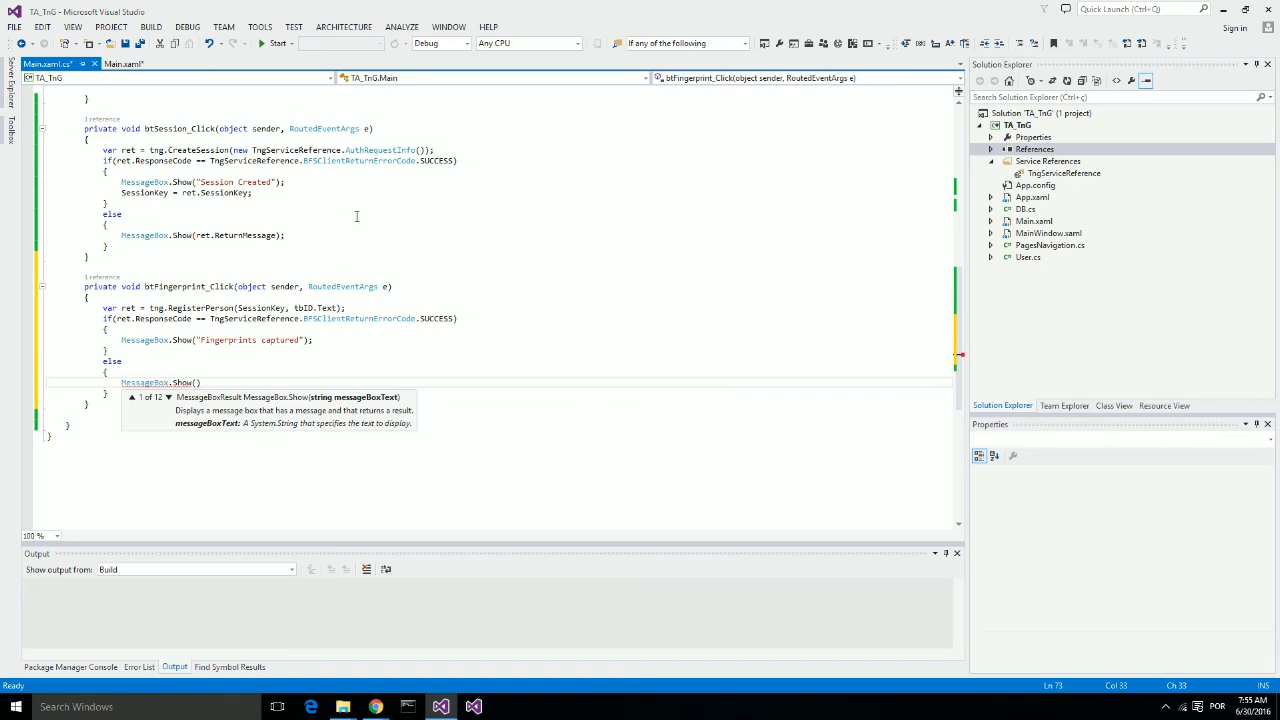 TA_TnG - Microsoft Visual Studio
Quick Launch (Ctrl+Q)
FILE EDIT VIEW PROJECT BUILD DEBUG TEAM TOOLS TEST ARCHITECTURE ANALYZE WINDOW HELP
Sign in
Start Debug Any CPU If any of the following
Main.xaml.cs* Main.xaml*
TA_TnG TA_TnG.Main btFingerprint_Click(object sender, RoutedEventArgs e)
Server Explorer
Toolbox
}
1 reference
private void btSession_Click(object sender, RoutedEventArgs e)
{
var ret = tng.CreateSession(new TngServiceReference.AuthRequestInfo());
if(ret.ResponseCode == TngServiceReference.BFSClientReturnErrorCode.SUCCESS)
{
MessageBox.Show("Session Created");
SessionKey = ret.SessionKey;
}
else
{
MessageBox.Show(ret.ReturnMessage);
}
}
1 reference
private void btFingerprint_Click(object sender, RoutedEventArgs e)
{
var ret = tng.RegisterPerson(SessionKey, tbID.Text);
if(ret.ResponseCode == TngServiceReference.BFSClientReturnErrorCode.SUCCESS)
{
MessageBox.Show("Fingerprints captured");
}
else
{
MessageBox.Show()
}
1 of 12 MessageBoxResult MessageBox.Show(string messageBoxText)
Displays a message box that has a message and that returns a result.
messageBoxText: A System.String that specifies the text to display.
}
}
}
100 %
Output
Show output from: Build
Package Manager Console Error List Output Find Symbol Results
Solution Explorer
Search Solution Explorer (Ctrl+ç)
Solution 'TA_TnG' (1 project)
TA_TnG
Properties
References
Service References
TngServiceReference
App.config
App.xaml
DB.cs
Main.xaml
MainWindow.xaml
PagesNavigation.cs
User.cs
Solution Explorer Team Explorer Class View Resource View
Properties
Ready Ln 73 Col 33 Ch 33 INS
Search Windows
POR
7:55 AM
6/30/2016